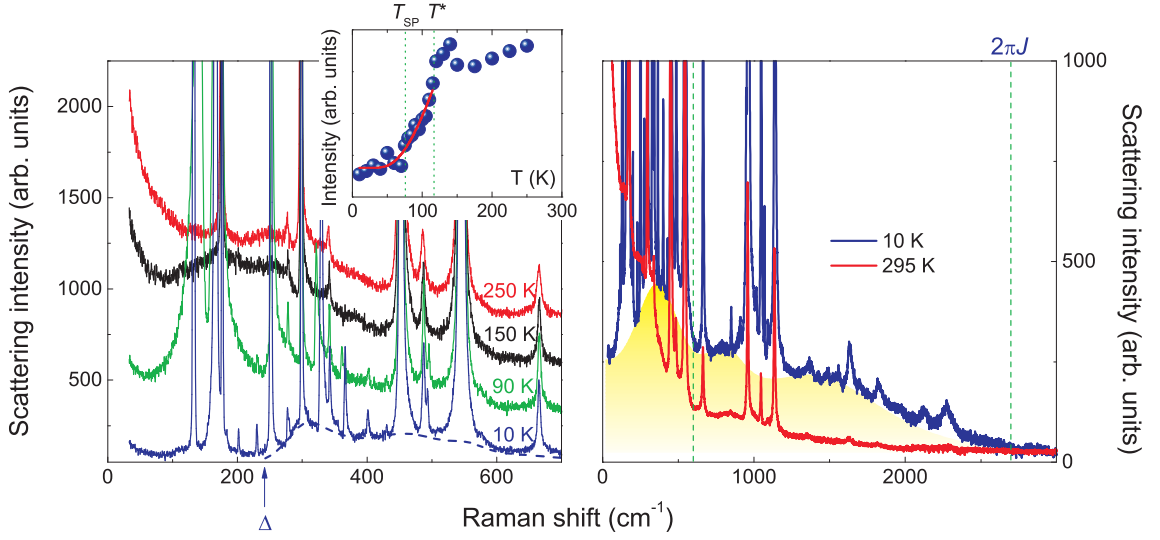 T_SP T*
Intensity (arb. units)
T (K)
0 100 200 300
Scattering intensity (arb. units)
2000
1500
1000
500
250 K
150 K
90 K
10 K
0 200 400 600
Δ
2πJ
10 K
295 K
1000
500
0
Scattering intensity (arb. units)
0 1000 2000
Raman shift (cm⁻¹)